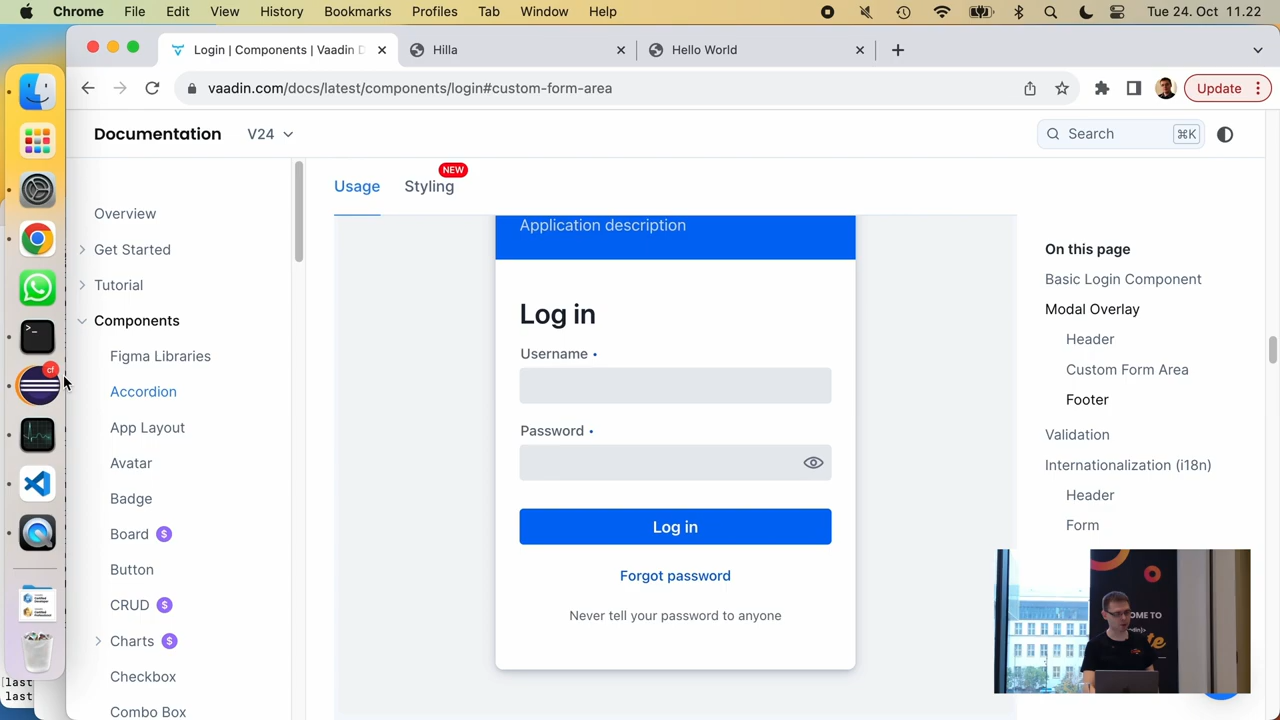 Chrome File Edit View History Bookmarks Profiles Tab Window Help Tue 24. Oct 11.22
Login | Components | Vaadin D Hilla Hello World
vaadin.com/docs/latest/components/login#custom-form-area Update
Documentation V24 Search ⌘K
Usage Styling NEW
Overview
Get Started
Tutorial
Components
Figma Libraries
Accordion
App Layout
Avatar
Badge
Board $
Button
CRUD $
Charts $
Checkbox
Combo Box
Application description
Log in
Username •
Password •
Log in
Forgot password
Never tell your password to anyone
On this page
Basic Login Component
Modal Overlay
Header
Custom Form Area
Footer
Validation
Internationalization (i18n)
Header
Form
cf
[last
last